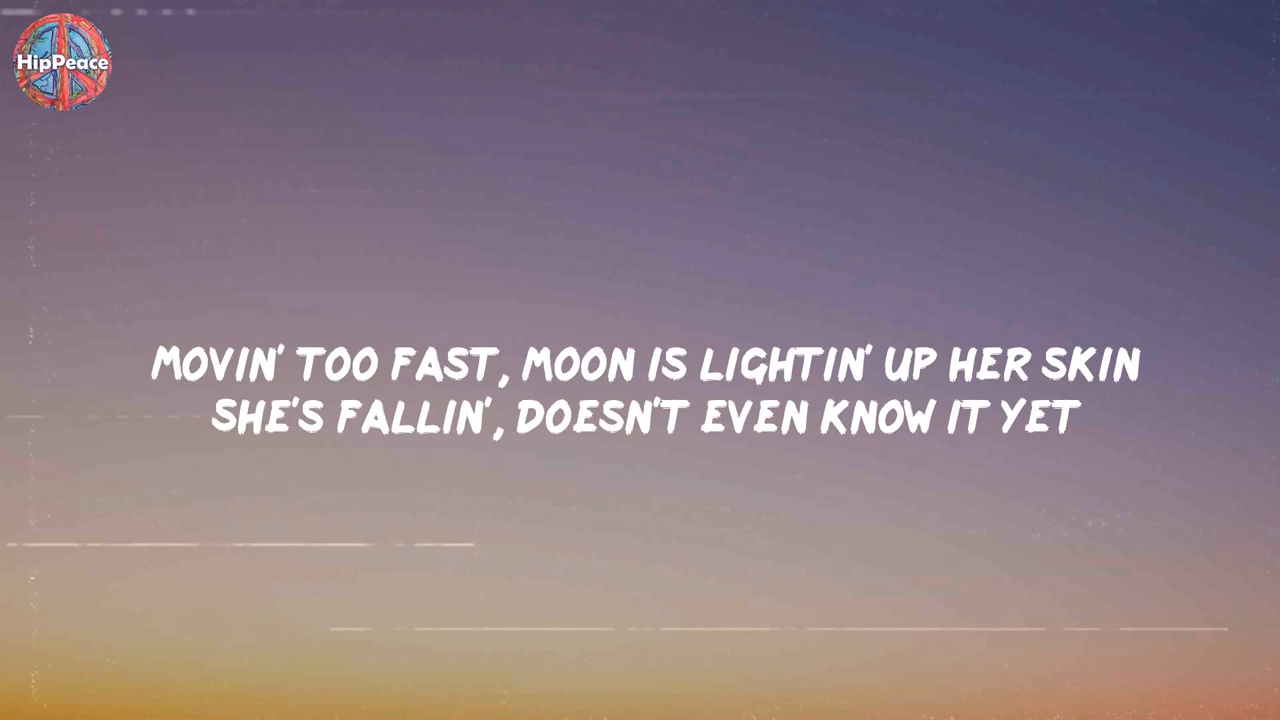 HipPeace
MOVIN' TOO FAST, MOON IS LIGHTIN' UP HER SKIN
SHE'S FALLIN', DOESN'T EVEN KNOW IT YET